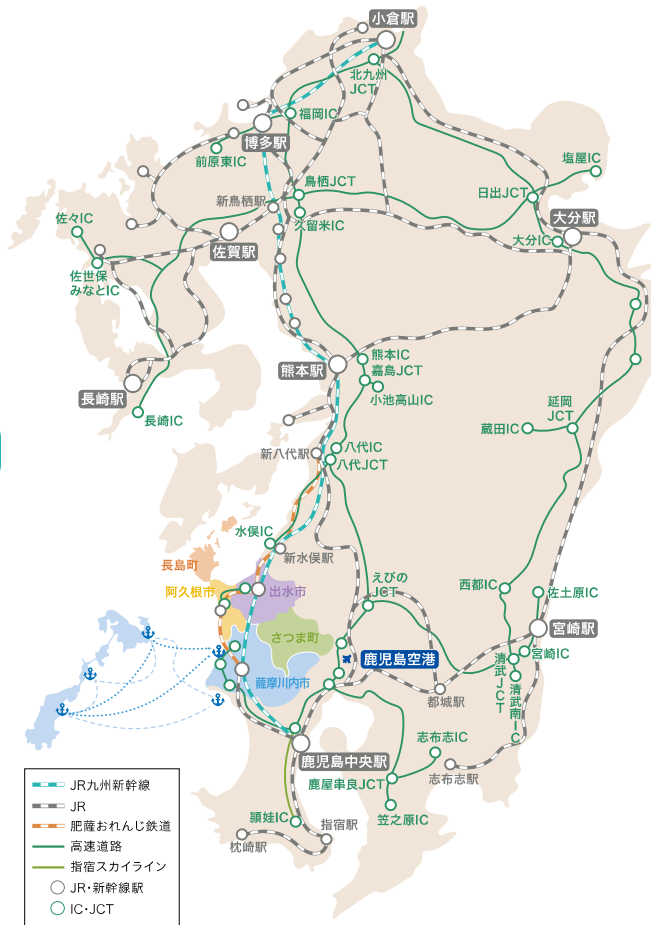 小倉駅
北九州
JCT
福岡IC
博多駅
前原東IC
塩屋IC
鳥栖JCT
日出JCT
新鳥栖駅
佐々IC
久留米IC
大分駅
大分IC
佐賀駅
佐世保
みなとIC
熊本IC
熊本駅
嘉島JCT
小池高山IC
長崎駅
長崎IC
延岡
JCT
蔵田IC
八代IC
新八代駅
八代JCT
水俣IC
新水俣駅
長島町
阿久根市
出水市
えびの
JCT
西都IC
佐土原IC
さつま町
宮崎駅
鹿児島空港
宮崎IC
薩摩川内市
清武JCT
清武南IC
都城駅
志布志IC
鹿児島中央駅
志布志駅
鹿屋串良JCT
笠之原IC
頴娃IC
指宿駅
枕崎駅
JR九州新幹線
JR
肥薩おれんじ鉄道
高速道路
指宿スカイライン
JR・新幹線駅
IC・JCT